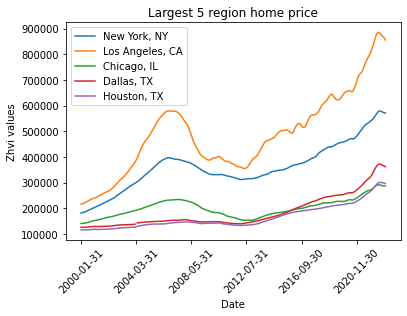 Largest 5 region home price
900000
800000
700000
600000
500000
400000
300000
200000
100000
Zhvi values
New York, NY
Los Angeles, CA
Chicago, IL
Dallas, TX
Houston, TX
2000-01-31
2004-03-31
2008-05-31
2012-07-31
2016-09-30
2020-11-30
Date